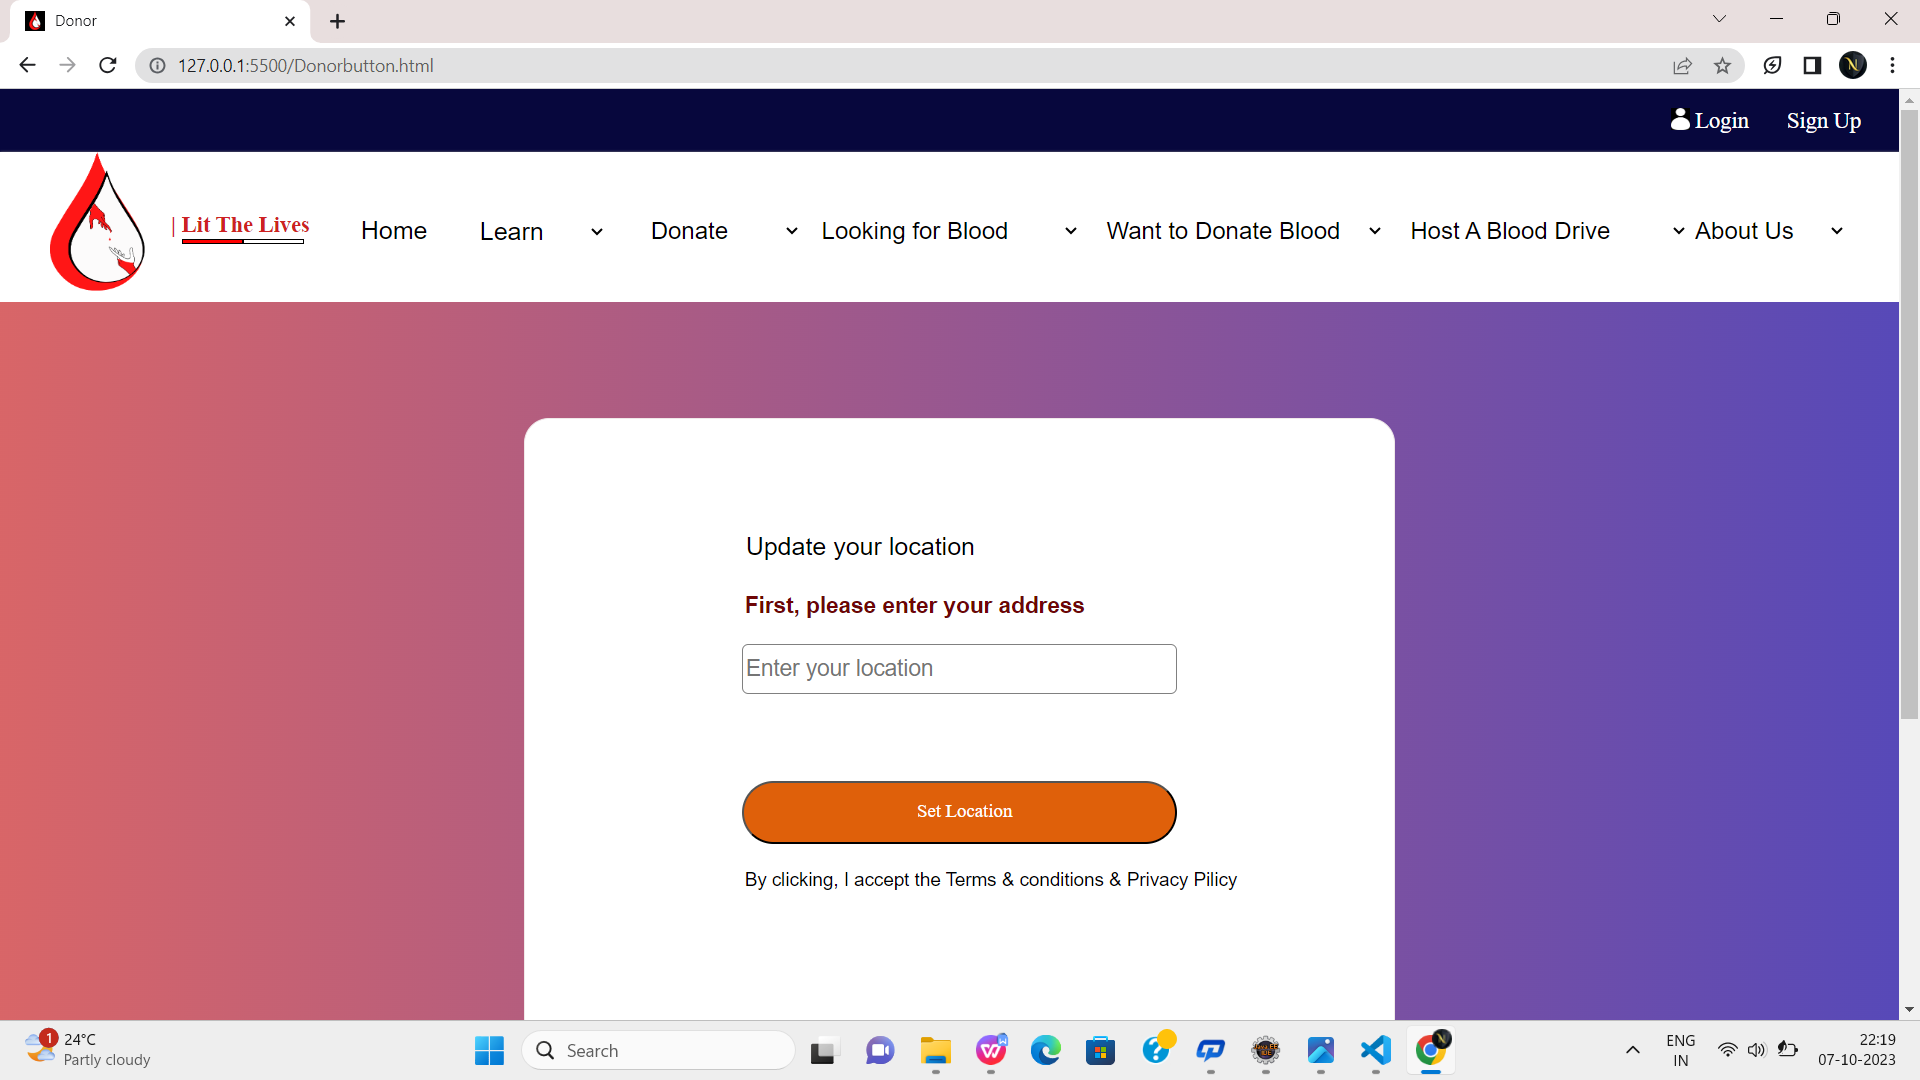 Donor
127.0.0.1:5500/Donorbutton.html
Login Sign Up
| Lit The Lives Home Learn Donate Looking for Blood Want to Donate Blood Host A Blood Drive About Us
Update your location
First, please enter your address
Enter your location
Set Location
By clicking, I accept the Terms & conditions & Privacy Pilicy
1 24°C
Partly cloudy
Search
ENG
IN
22:19
07-10-2023